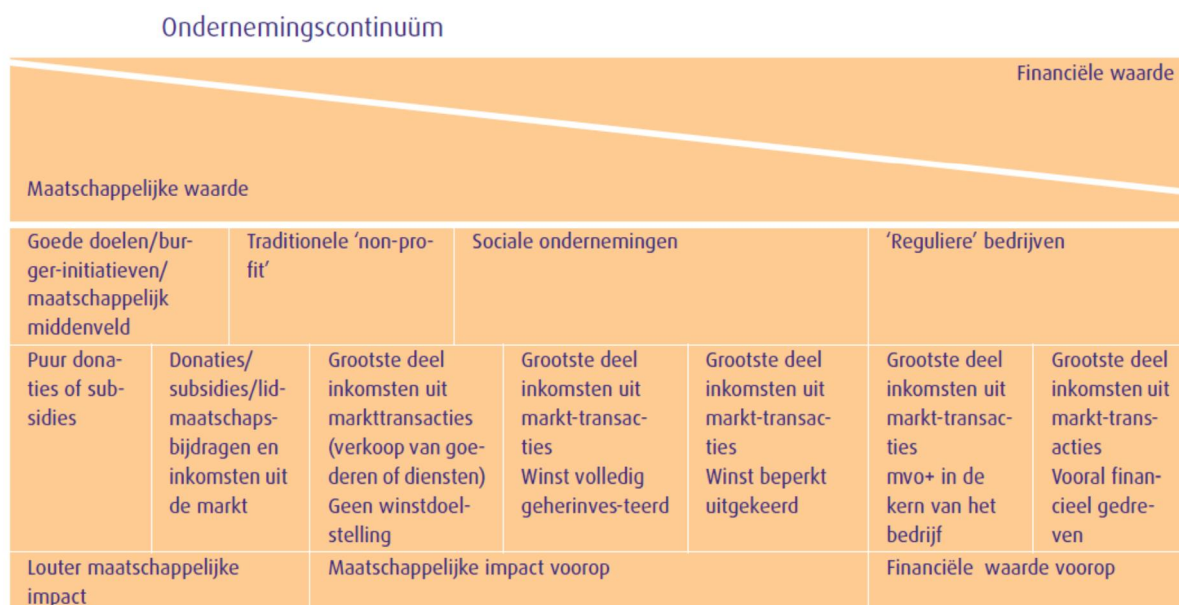 Ondernemingscontinuüm
Financiële waarde
Maatschappelijke waarde
Goede doelen/bur-
ger-initiatieven/
maatschappelijk
middenveld
Traditionele ‘non-pro-
fit’
Sociale ondernemingen
‘Reguliere’ bedrijven
Puur dona-
ties of sub-
sidies
Donaties/
subsidies/lid-
maatschaps-
bijdragen en
inkomsten uit
de markt
Grootste deel
inkomsten uit
markttransacties
(verkoop van goe-
deren of diensten)
Geen winstdoel-
stelling
Grootste deel
inkomsten uit
markt-transac-
ties
Winst volledig
geherinves-teerd
Grootste deel
inkomsten uit
markt-transac-
ties
Winst beperkt
uitgekeerd
Grootste deel
inkomsten uit
markt-transac-
ties
mvo+ in de
kern van het
bedrijf
Grootste deel
inkomsten uit
markt-trans-
acties
Vooral finan-
cieel gedre-
ven
Louter maatschappelijke
impact
Maatschappelijke impact voorop
Financiële  waarde voorop